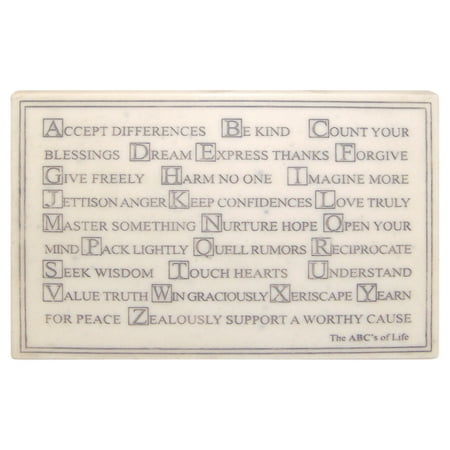 ACCEPT DIFFERENCES BE KIND COUNT YOUR
BLESSINGS DREAM EXPRESS THANKS FORGIVE
GIVE FREELY HARM NO ONE IMAGINE MORE
JETTISON ANGER KEEP CONFIDENCES LOVE TRULY
MASTER SOMETHING NURTURE HOPE OPEN YOUR
MIND PACK LIGHTLY QUELL RUMORS RECIPROCATE
SEEK WISDOM TOUCH HEARTS UNDERSTAND
VALUE TRUTH WIN GRACIOUSLY XERISCAPE YEARN
FOR PEACE ZEALOUSLY SUPPORT A WORTHY CAUSE
The ABC's of Life